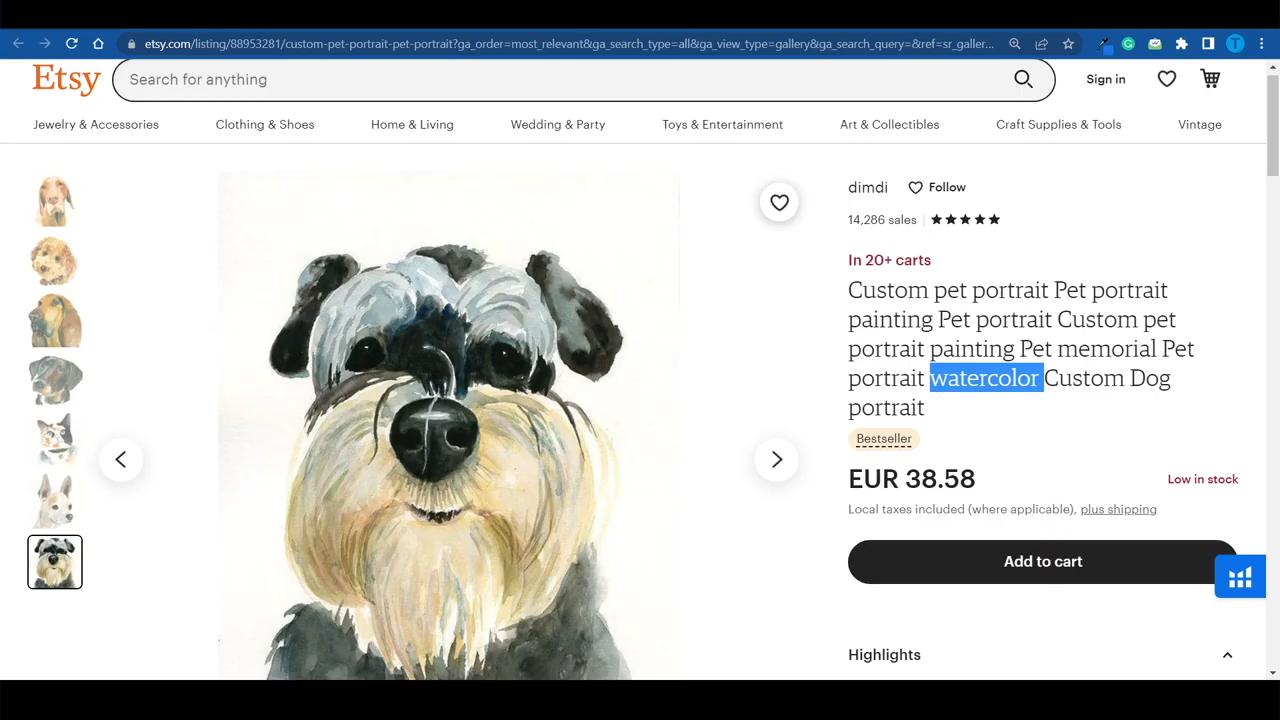 etsy.com/listing/88953281/custom-pet-portrait-pet-portrait?ga_order=most_relevant&ga_search_type=all&ga_view_type=gallery&ga_search_query=&ref=sr_galler...
T
Etsy
Search for anything
Sign in
Jewelry & Accessories
Clothing & Shoes
Home & Living
Wedding & Party
Toys & Entertainment
Art & Collectibles
Craft Supplies & Tools
Vintage
dimdi
Follow
14,286 sales
In 20+ carts
Custom pet portrait Pet portrait
painting Pet portrait Custom pet
portrait painting Pet memorial Pet
portrait watercolor Custom Dog
portrait
Bestseller
EUR 38.58
Low in stock
Local taxes included (where applicable), plus shipping
Add to cart
Highlights